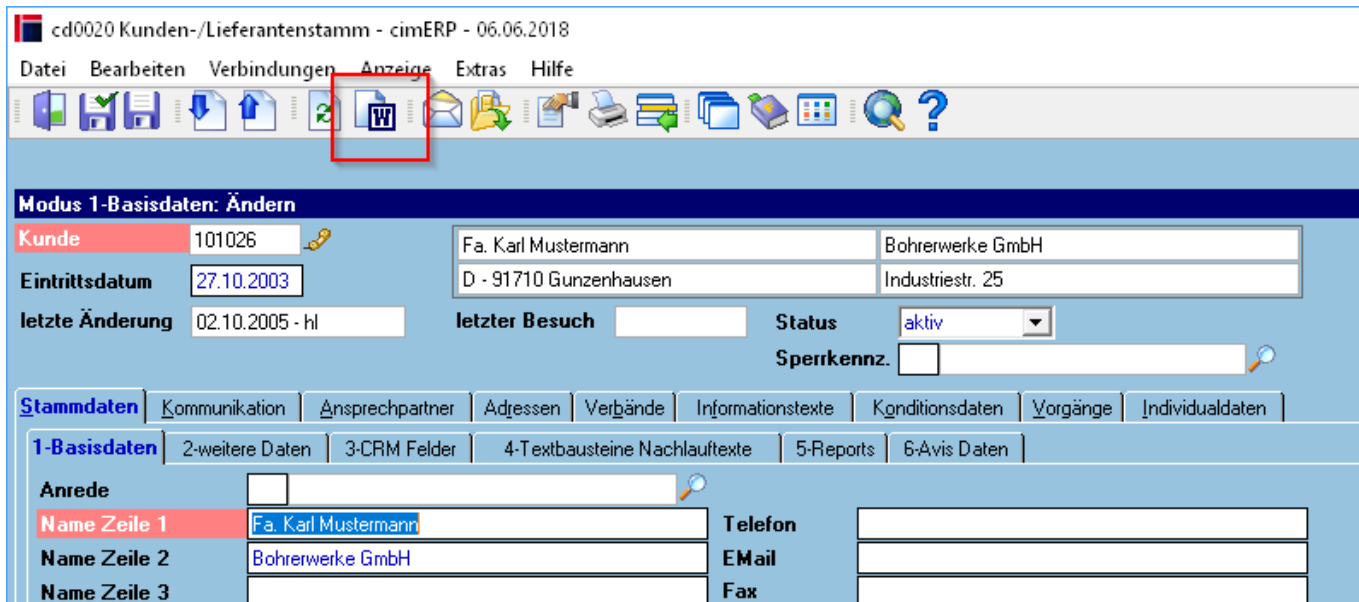 cd0020 Kunden-/Lieferantenstamm - cimERP - 06.06.2018
Datei Bearbeiten Verbindungen Anzeige Extras Hilfe
W
Modus 1-Basisdaten: Ändern
Kunde 101026 Fa. Karl Mustermann Bohrerwerke GmbH
Eintrittsdatum 27.10.2003 D - 91710 Gunzenhausen Industriestr. 25
letzte Änderung 02.10.2005 - hl letzter Besuch Status aktiv
Sperrkennz.
Stammdaten Kommunikation Ansprechpartner Adressen Verbände Informationstexte Konditionsdaten Vorgänge Individualdaten
1-Basisdaten 2-weitere Daten 3-CRM Felder 4-Textbausteine Nachlauftexte 5-Reports 6-Avis Daten
Anrede
Name Zeile 1 Fa. Karl Mustermann Telefon
Name Zeile 2 Bohrerwerke GmbH EMail
Name Zeile 3 Fax